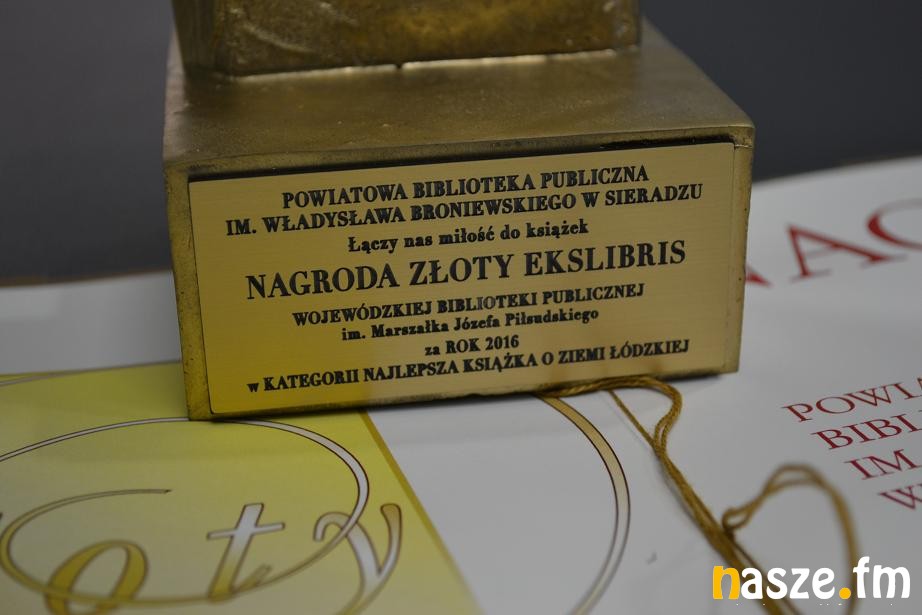 POWIATOWA BIBLIOTEKA PUBLICZNA
IM. WŁADYSŁAWA BRONIEWSKIEGO W SIERADZU
Łączy nas miłość do książek
NAGRODA ZŁOTY EKSLIBRIS
WOJEWÓDZKIEJ BIBLIOTEKI PUBLICZNEJ
im. Marszałka Józefa Piłsudskiego
za ROK 2016
w KATEGORII NAJLEPSZA KSIĄŻKA O ZIEMI ŁÓDZKIEJ
IM
nasze.fm